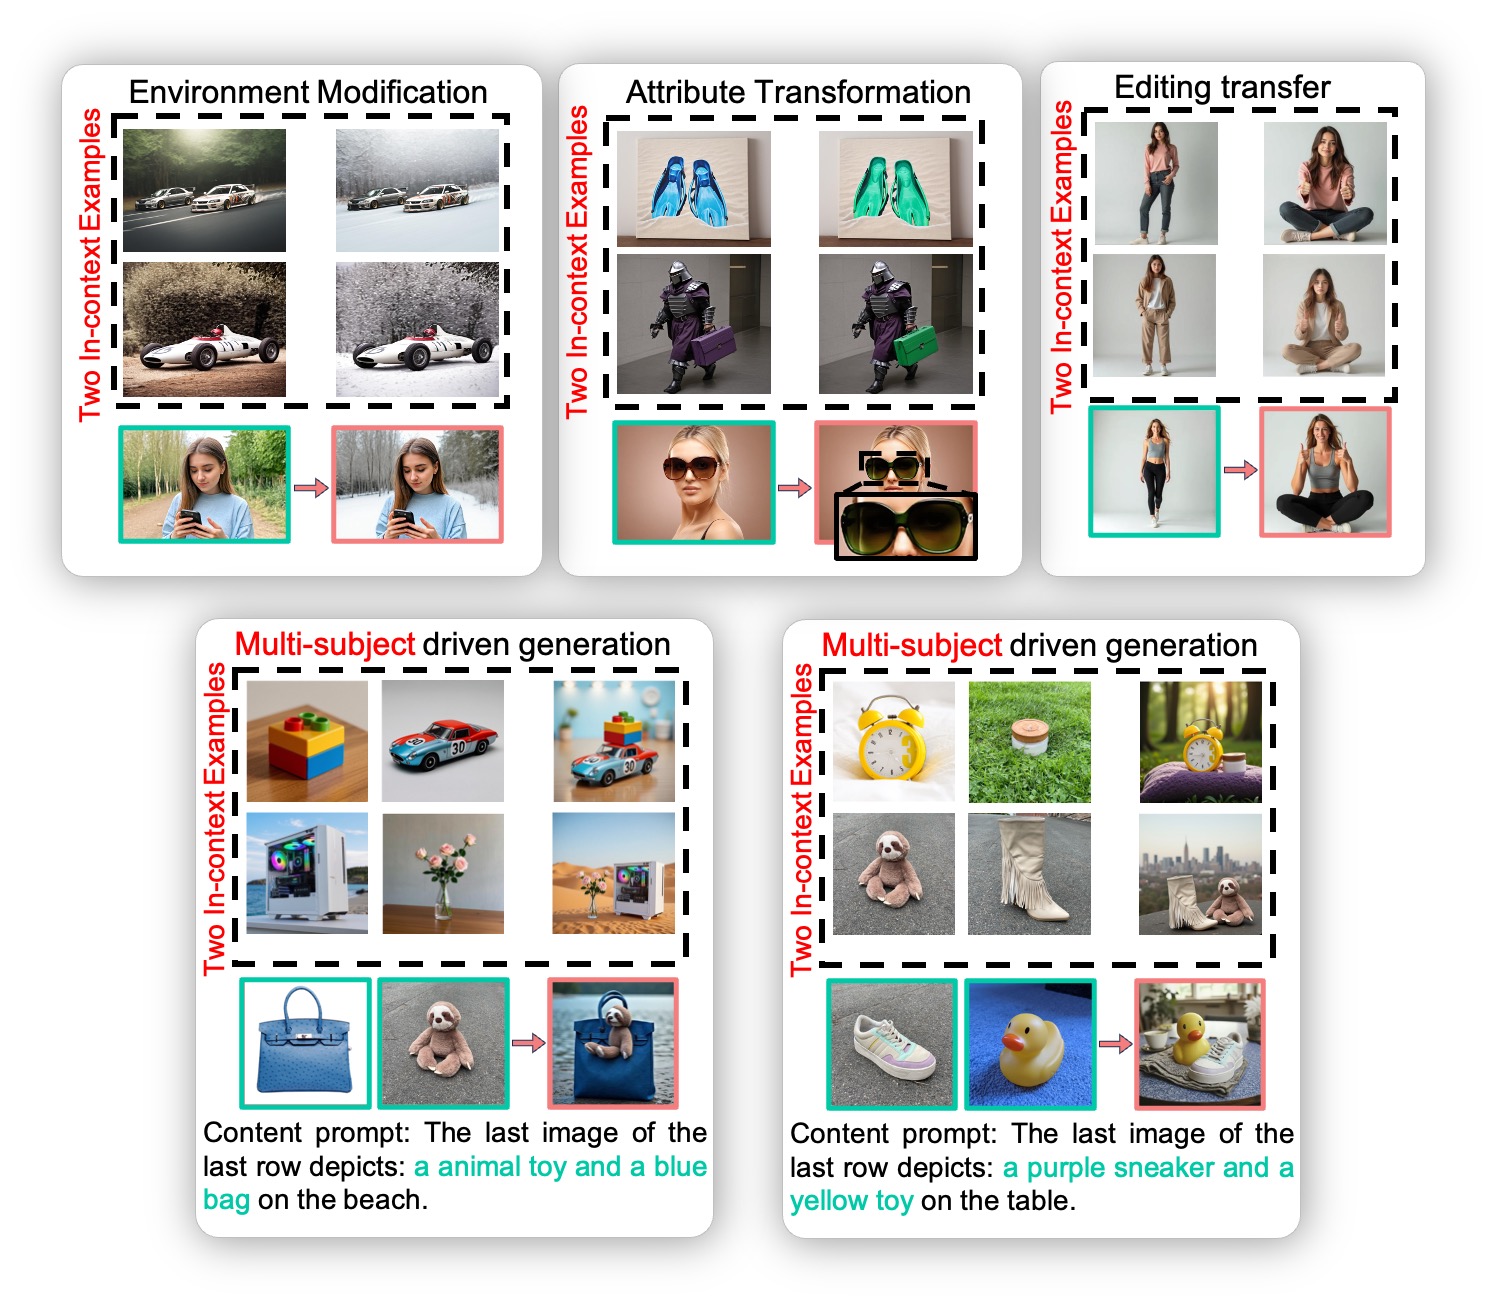 Environment Modification
Two In-context Examples
Attribute Transformation
Two In-context Examples
Editing transfer
Two In-context Examples
Multi-subject driven generation
Two In-context Examples
30
30
Content prompt: The last image of the
last row depicts: a animal toy and a blue
bag on the beach.
Multi-subject driven generation
Two In-context Examples
3
Content prompt: The last image of the
last row depicts: a purple sneaker and a
yellow toy on the table.